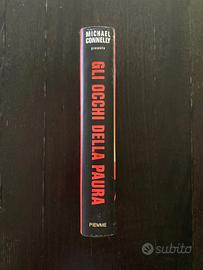 MICHAEL
CONNELLY
presenta
GLI OCCHI DELLA PAURA
PIEMME
subito